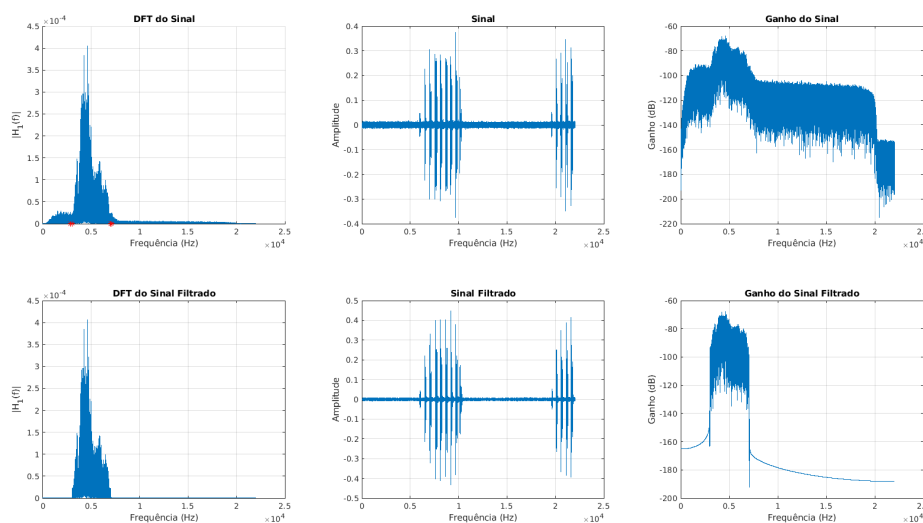 DFT do Sinal
|H₁(f)|
×10⁻⁴
4.5
4
3.5
3
2.5
2
1.5
1
0.5
0
0 0.5 1 1.5 2 2.5
Frequência (Hz)
×10⁴
Sinal
Amplitude
0.4
0.3
0.2
0.1
0
-0.1
-0.2
-0.3
-0.4
0 0.5 1 1.5 2 2.5
Frequência (Hz)
×10⁴
Ganho do Sinal
Ganho (dB)
-60
-80
-100
-120
-140
-160
-180
-200
-220
0 0.5 1 1.5 2 2.5
Frequência (Hz)
×10⁴
DFT do Sinal Filtrado
|H₁(f)|
×10⁻⁴
4.5
4
3.5
3
2.5
2
1.5
1
0.5
0
0 0.5 1 1.5 2 2.5
Frequência (Hz)
×10⁴
Sinal Filtrado
Amplitude
0.5
0.4
0.3
0.2
0.1
0
-0.1
-0.2
-0.3
-0.4
-0.5
0 0.5 1 1.5 2 2.5
Frequência (Hz)
×10⁴
Ganho do Sinal Filtrado
Ganho (dB)
-60
-80
-100
-120
-140
-160
-180
-200
0 0.5 1 1.5 2 2.5
Frequência (Hz)
×10⁴